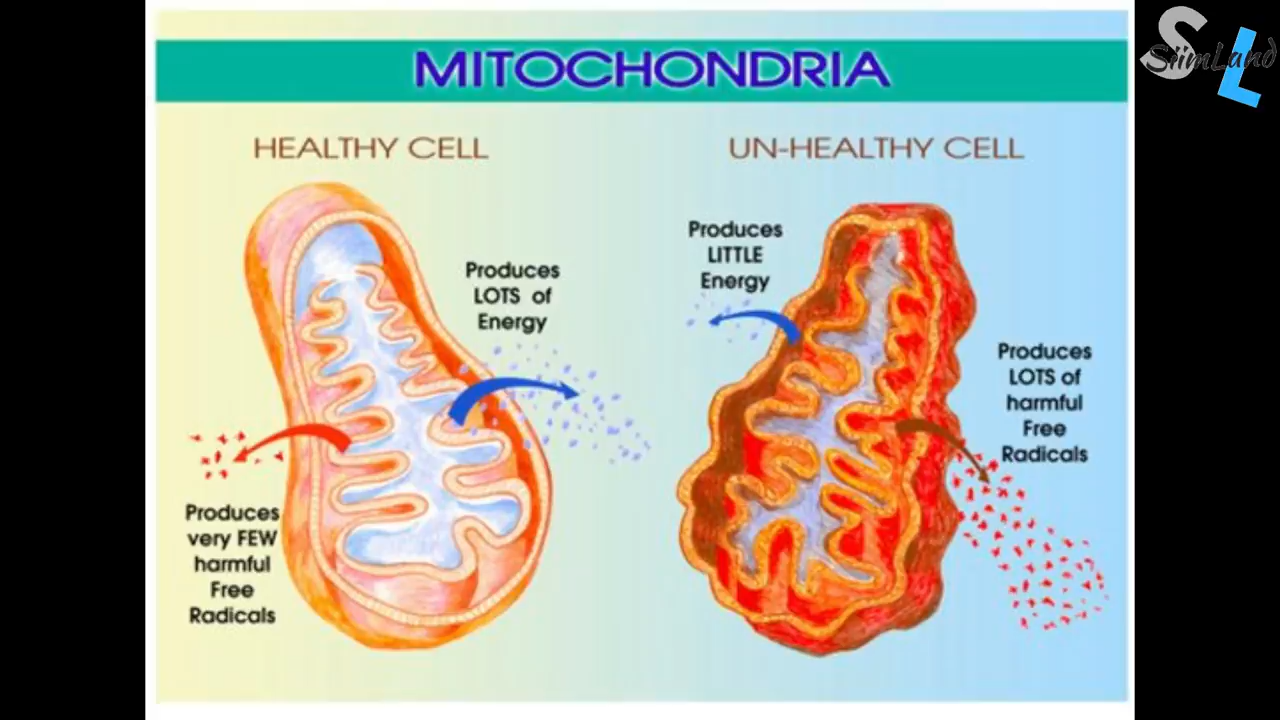 MITOCHONDRIA
HEALTHY CELL
Produces
LOTS of
Energy
Produces
very FEW
harmful
Free
Radicals
UN-HEALTHY CELL
Produces
LITTLE
Energy
Produces
LOTS of
harmful
Free
Radicals
SL
SiimLand